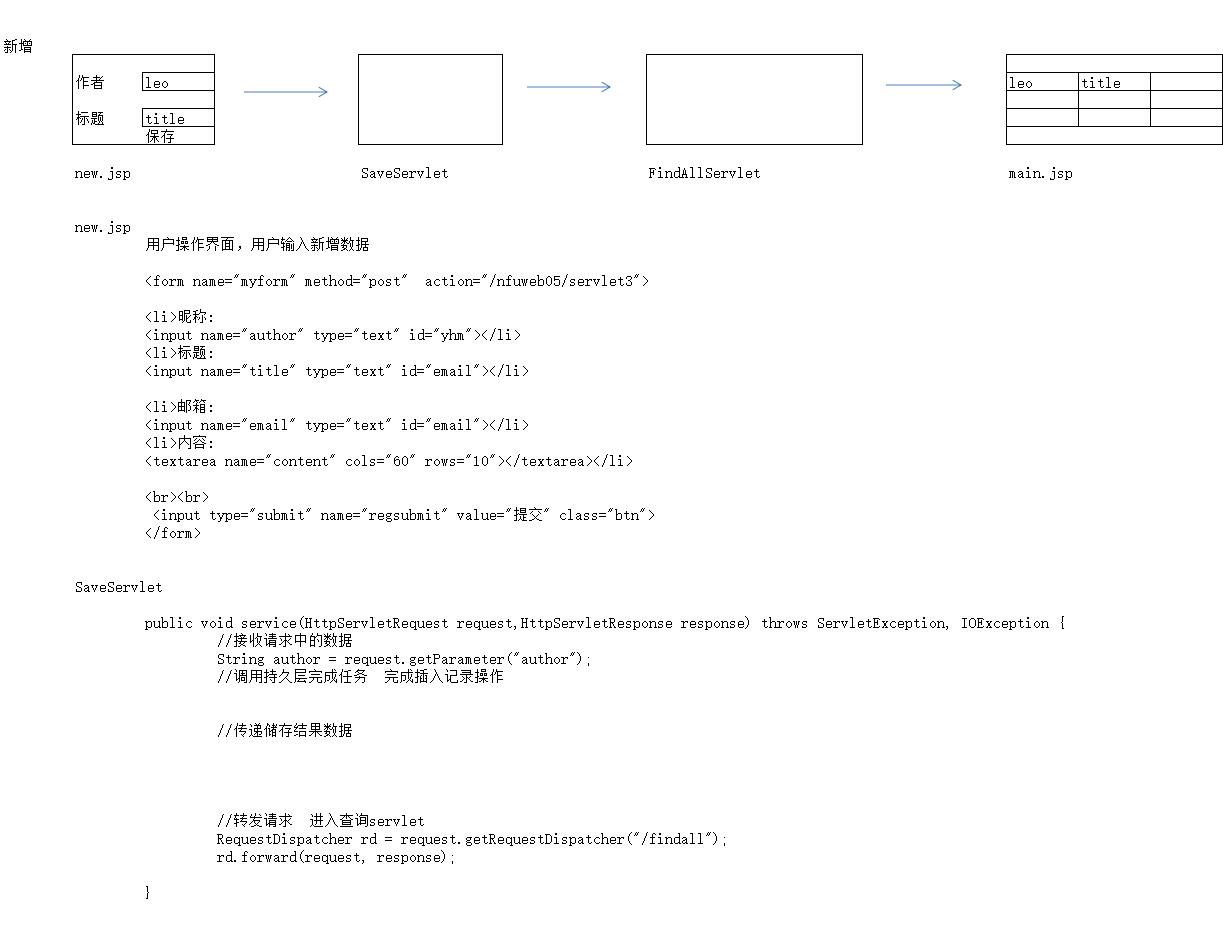 新增
作者 leo
标题 title
保存
leo title
new.jsp SaveServlet FindAllServlet main.jsp
new.jsp
用户操作界面，用户输入新增数据
<form name="myform" method="post"  action="/nfuweb05/servlet3">
<li>昵称:
<input name="author" type="text" id="yhm"></li>
<li>标题:
<input name="title" type="text" id="email"></li>
<li>邮箱:
<input name="email" type="text" id="email"></li>
<li>内容:
<textarea name="content" cols="60" rows="10"></textarea></li>
<br><br>
<input type="submit" name="regsubmit" value="提交" class="btn">
</form>
SaveServlet
public void service(HttpServletRequest request,HttpServletResponse response) throws ServletException, IOException {
//接收请求中的数据
String author = request.getParameter("author");
//调用持久层完成任务  完成插入记录操作
//传递储存结果数据
//转发请求  进入查询servlet
RequestDispatcher rd = request.getRequestDispatcher("/findall");
rd.forward(request, response);
}